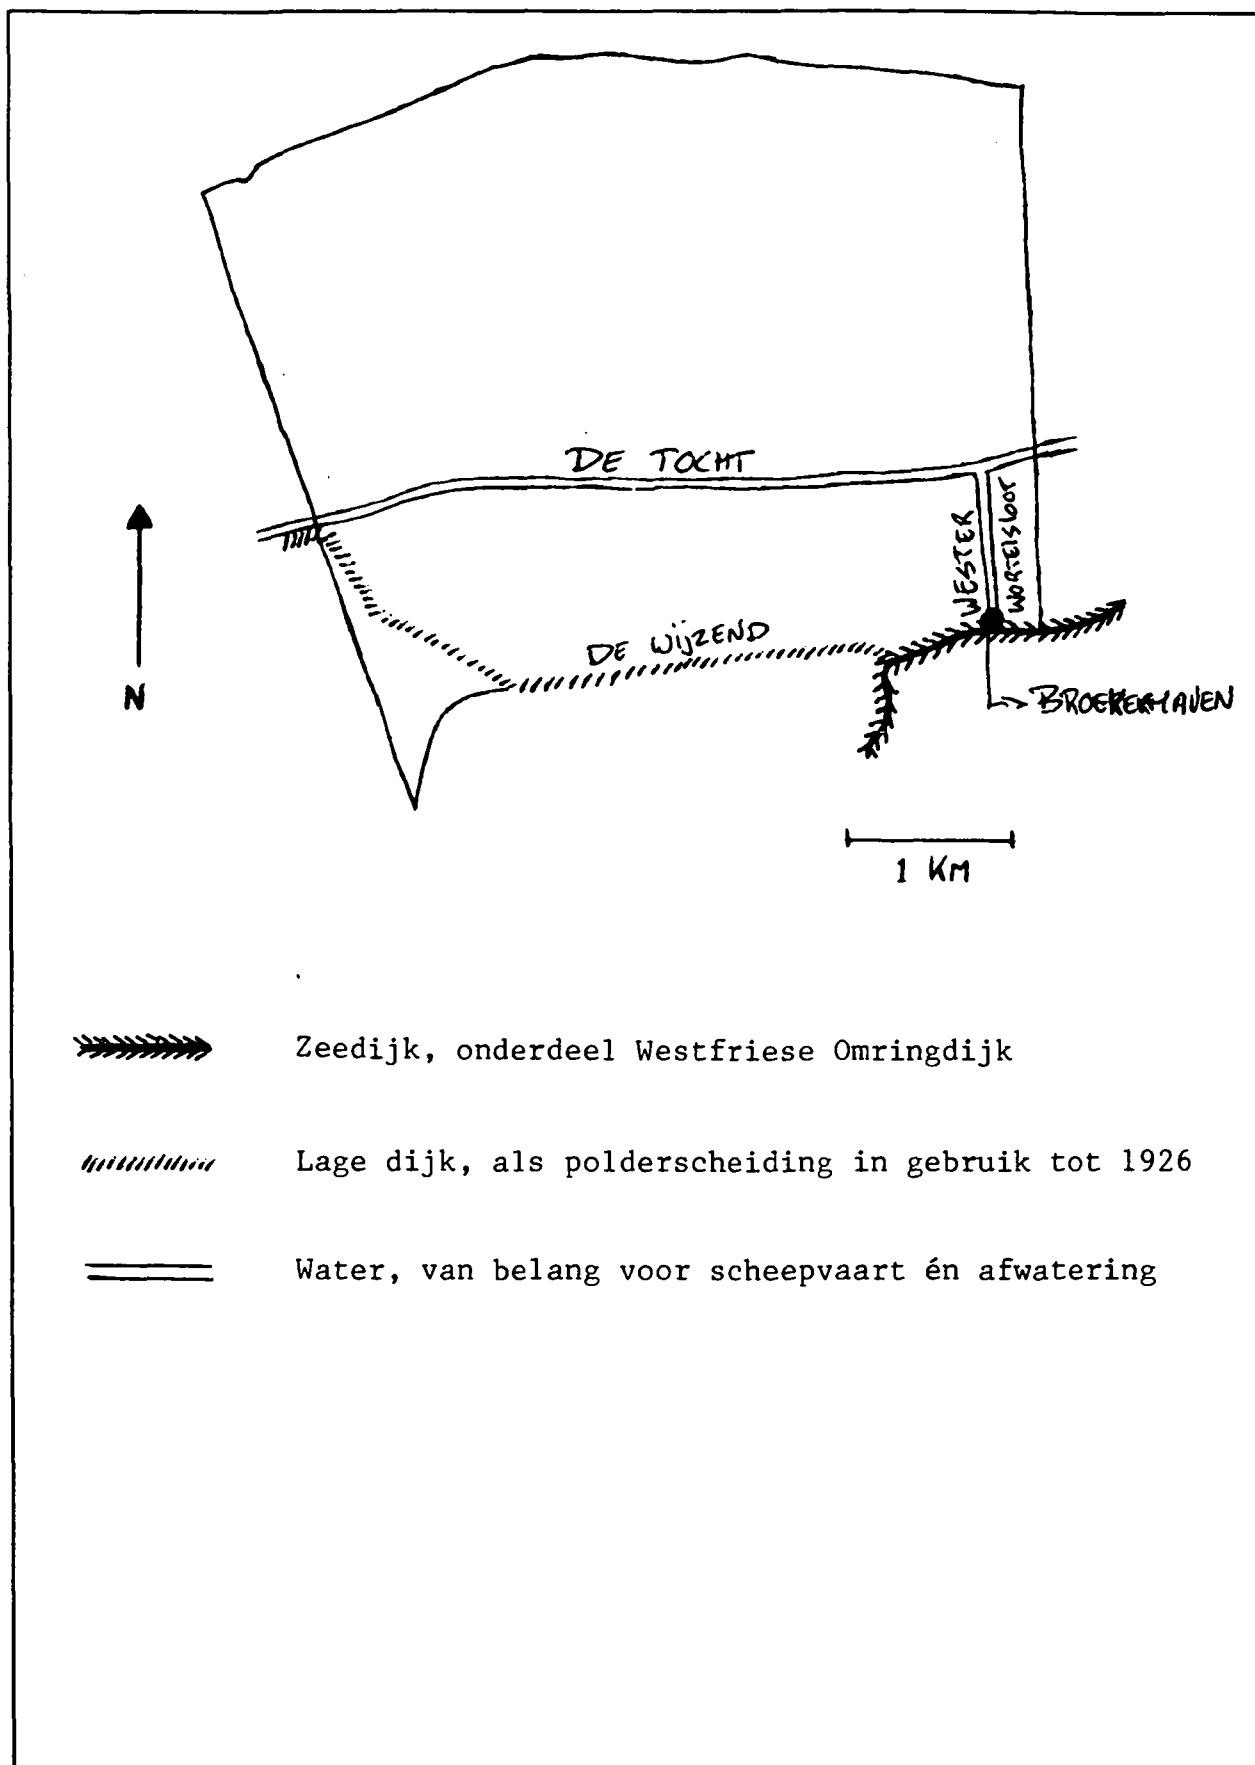 DE TOCHT
WESTER
WORTELSLOOT
DE WIJZEND
N
BROEKERHAVEN
1 KM
Zeedijk, onderdeel Westfriese Omringdijk
Lage dijk, als polderscheiding in gebruik tot 1926
Water, van belang voor scheepvaart én afwatering